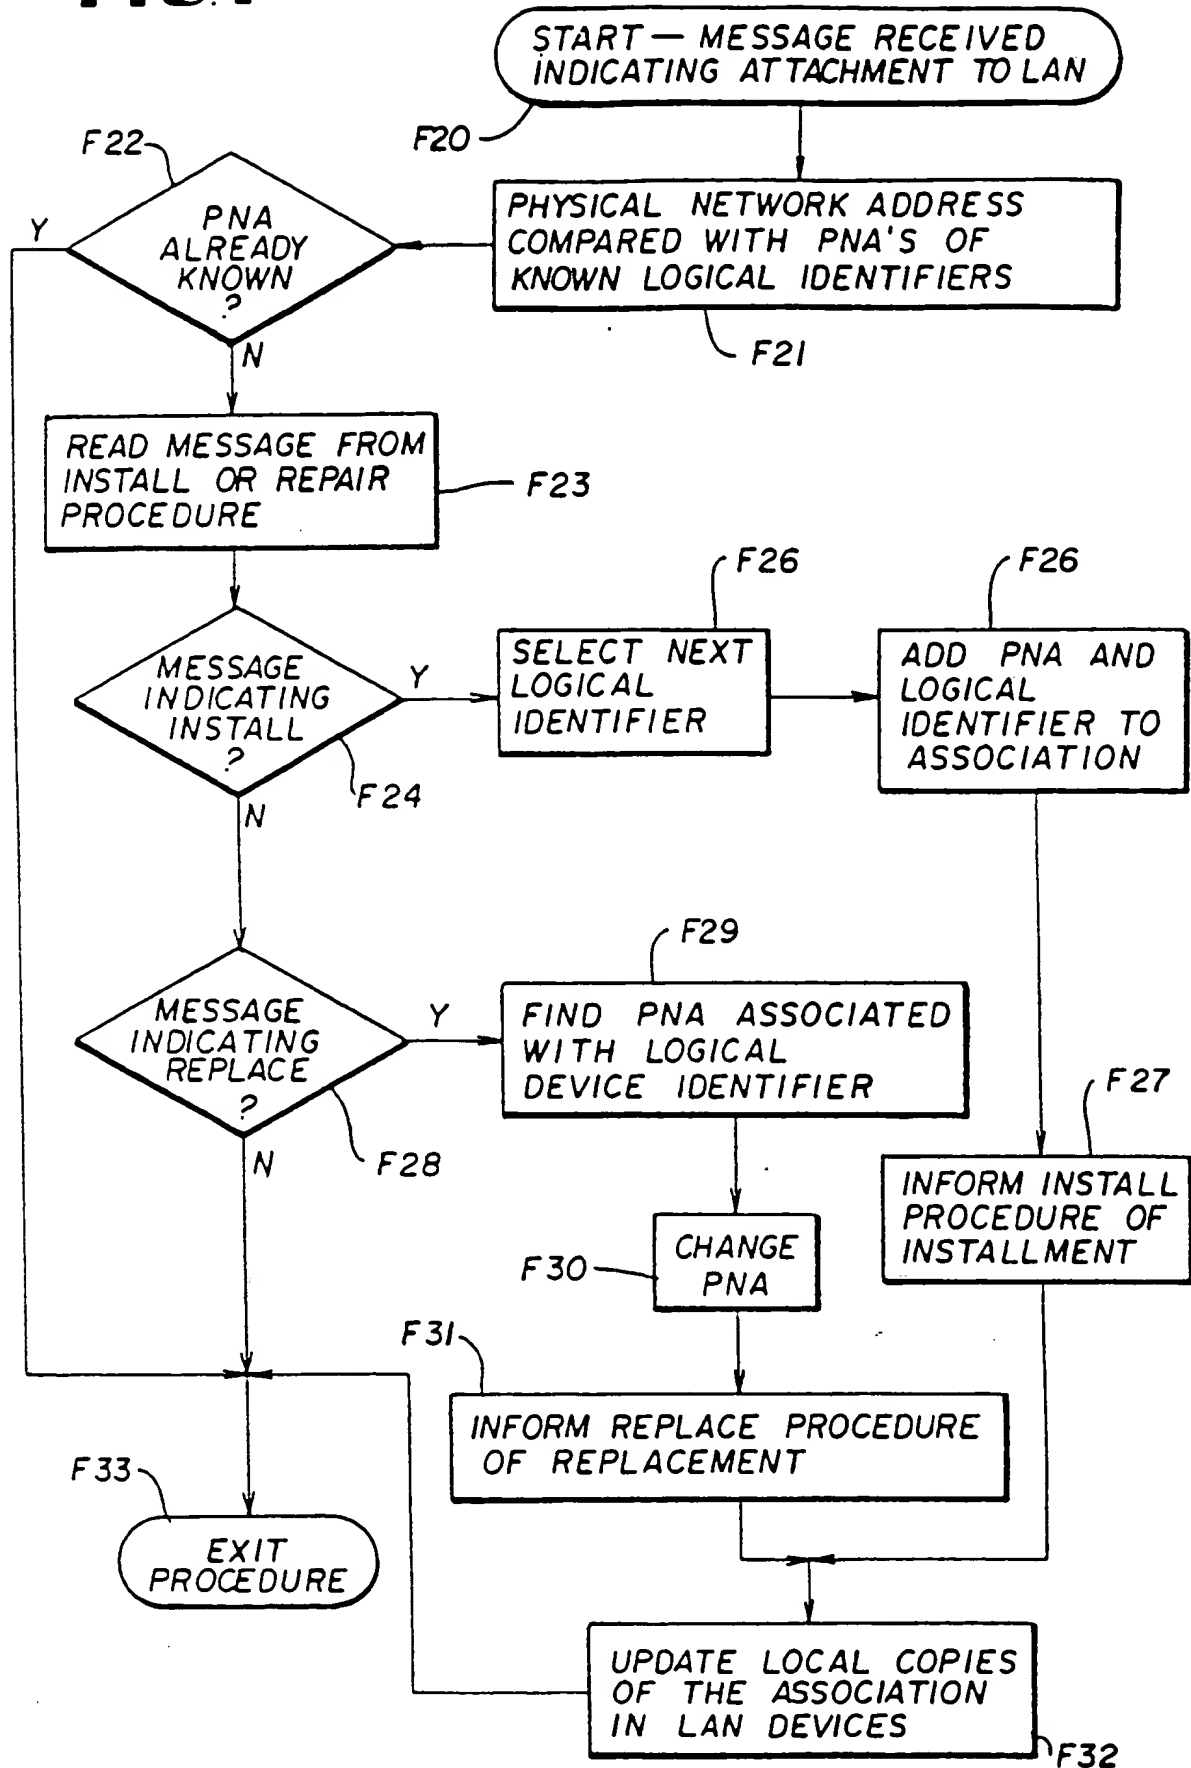 START — MESSAGE RECEIVED
INDICATING ATTACHMENT TO LAN
F20
PHYSICAL NETWORK ADDRESS
COMPARED WITH PNA'S OF
KNOWN LOGICAL IDENTIFIERS
F21
F22
PNA
ALREADY
KNOWN
?
Y
N
READ MESSAGE FROM
INSTALL OR REPAIR
PROCEDURE
F23
MESSAGE
INDICATING
INSTALL
?
Y
F24
N
F26
SELECT NEXT
LOGICAL
IDENTIFIER
F26
ADD PNA AND
LOGICAL
IDENTIFIER TO
ASSOCIATION
MESSAGE
INDICATING
REPLACE
?
Y
F28
N
F29
FIND PNA ASSOCIATED
WITH LOGICAL
DEVICE IDENTIFIER
F27
INFORM INSTALL
PROCEDURE OF
INSTALLMENT
F30
CHANGE
PNA
F31
INFORM REPLACE PROCEDURE
OF REPLACEMENT
F33
EXIT
PROCEDURE
UPDATE LOCAL COPIES
OF THE ASSOCIATION
IN LAN DEVICES
F32